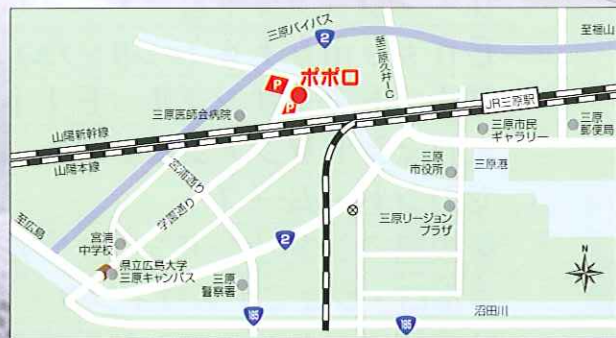 三原バイパス
2
至三原久井IC
至福山
P
ポポロ
P
JR三原駅
三原医師会病院
山陽新幹線
山陽本線
三原市民
ギャラリー
三原
郵便局
三原
市役所
三原港
宮浦通り
学園通り
三原リージョン
プラザ
至広島
宮浦
中学校
2
県立広島大学
三原キャンパス
三原
警察署
185
185
沼田川
N